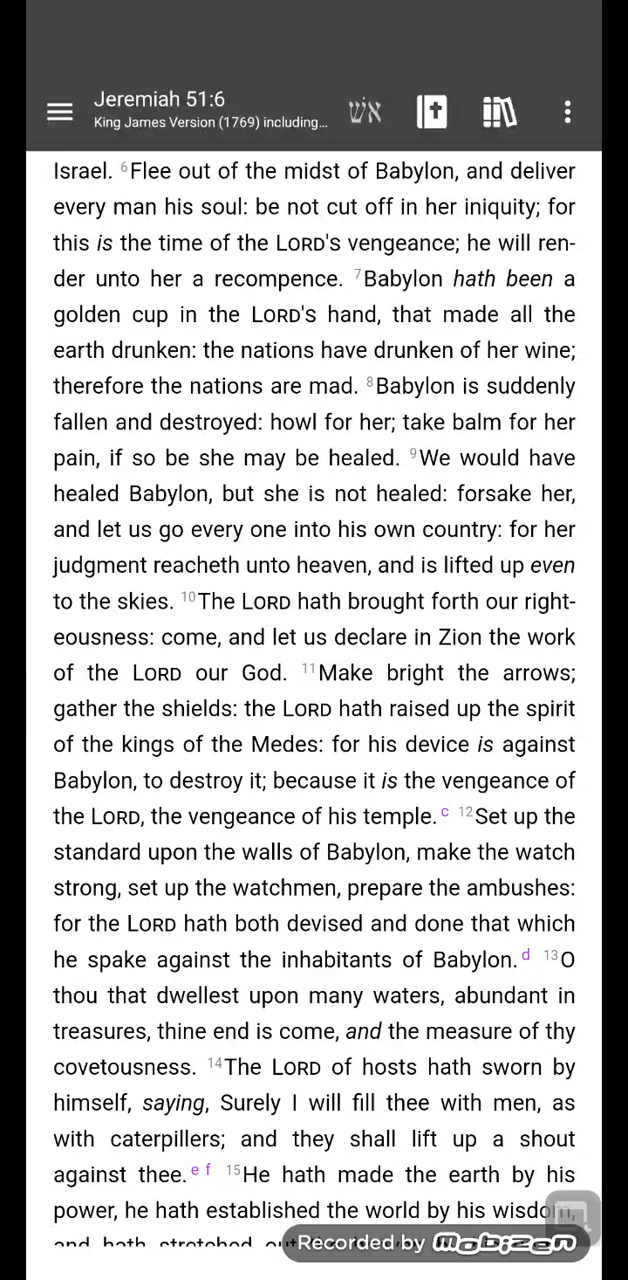 Jeremiah 51:6
King James Version (1769) including...
אשׁ
Israel. 6Flee out of the midst of Babylon, and deliver
every man his soul: be not cut off in her iniquity; for
this is the time of the LORD'S vengeance; he will ren-
der unto her a recompence. 7Babylon hath been a
golden cup in the LORD'S hand, that made all the
earth drunken: the nations have drunken of her wine;
therefore the nations are mad. 8Babylon is suddenly
fallen and destroyed: howl for her; take balm for her
pain, if so be she may be healed. 9We would have
healed Babylon, but she is not healed: forsake her,
and let us go every one into his own country: for her
judgment reacheth unto heaven, and is lifted up even
to the skies. 10The LORD hath brought forth our right-
eousness: come, and let us declare in Zion the work
of the LORD our God. 11Make bright the arrows;
gather the shields: the LORD hath raised up the spirit
of the kings of the Medes: for his device is against
Babylon, to destroy it; because it is the vengeance of
the LORD, the vengeance of his temple.c 12Set up the
standard upon the walls of Babylon, make the watch
strong, set up the watchmen, prepare the ambushes:
for the LORD hath both devised and done that which
he spake against the inhabitants of Babylon.d 13O
thou that dwellest upon many waters, abundant in
treasures, thine end is come, and the measure of thy
covetousness. 14The LORD of hosts hath sworn by
himself, saying, Surely I will fill thee with men, as
with caterpillers; and they shall lift up a shout
against thee.e f 15He hath made the earth by his
power, he hath established the world by his wisdom,
and hath stretched out
Recorded by mobizen